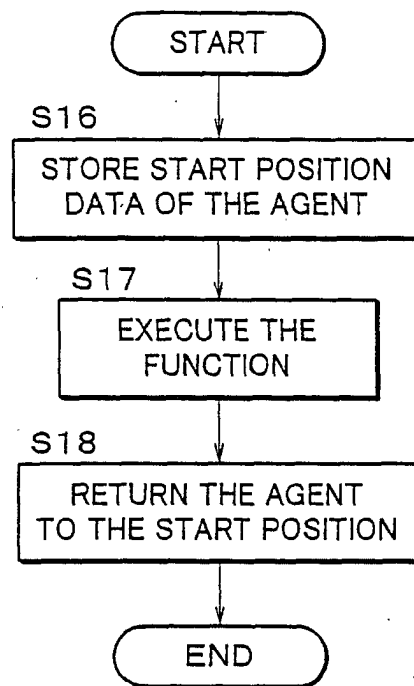 START
S16
STORE START POSITION
DATA OF THE AGENT
S17
EXECUTE THE
FUNCTION
S18
RETURN THE AGENT
TO THE START POSITION
END